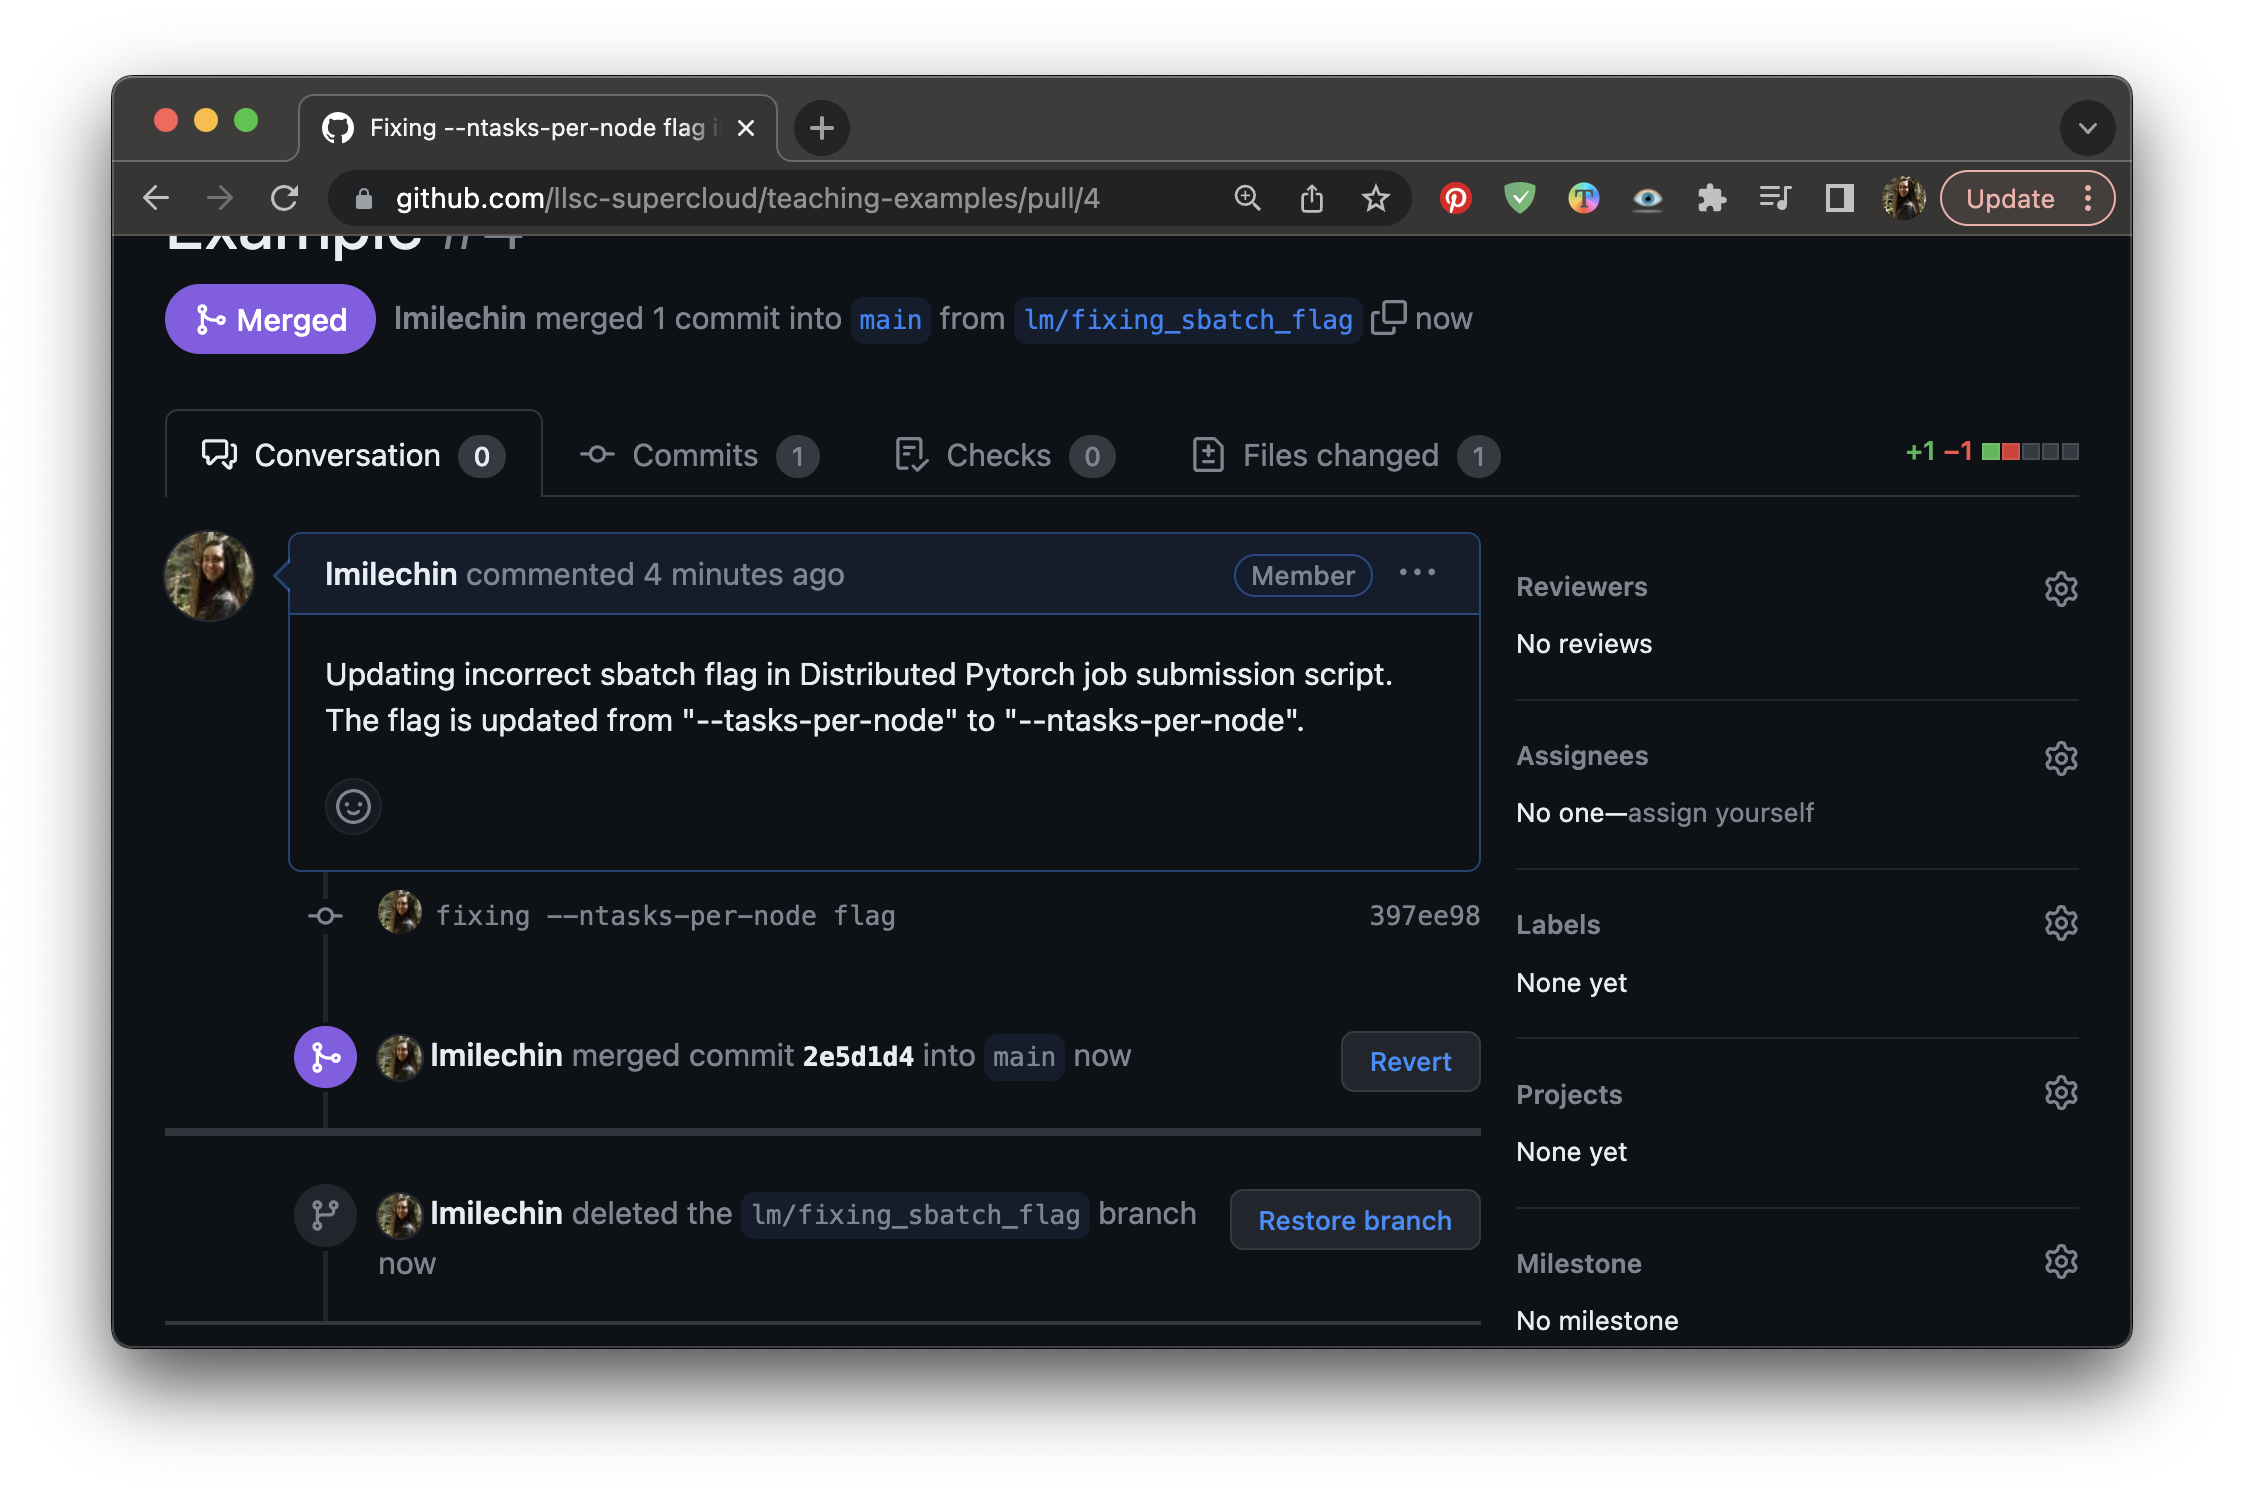 Fixing --ntasks-per-node flag
github.com/llsc-supercloud/teaching-examples/pull/4
Update
Example #4
Merged
lmilechin merged 1 commit into main from lm/fixing_sbatch_flag now
Conversation 0
Commits 1
Checks 0
Files changed 1
+1 −1
lmilechin commented 4 minutes ago
Member
Updating incorrect sbatch flag in Distributed Pytorch job submission script.
The flag is updated from "--tasks-per-node" to "--ntasks-per-node".
fixing --ntasks-per-node flag
397ee98
lmilechin merged commit 2e5d1d4 into main now
Revert
lmilechin deleted the lm/fixing_sbatch_flag branch
now
Restore branch
Reviewers
No reviews
Assignees
No one—assign yourself
Labels
None yet
Projects
None yet
Milestone
No milestone